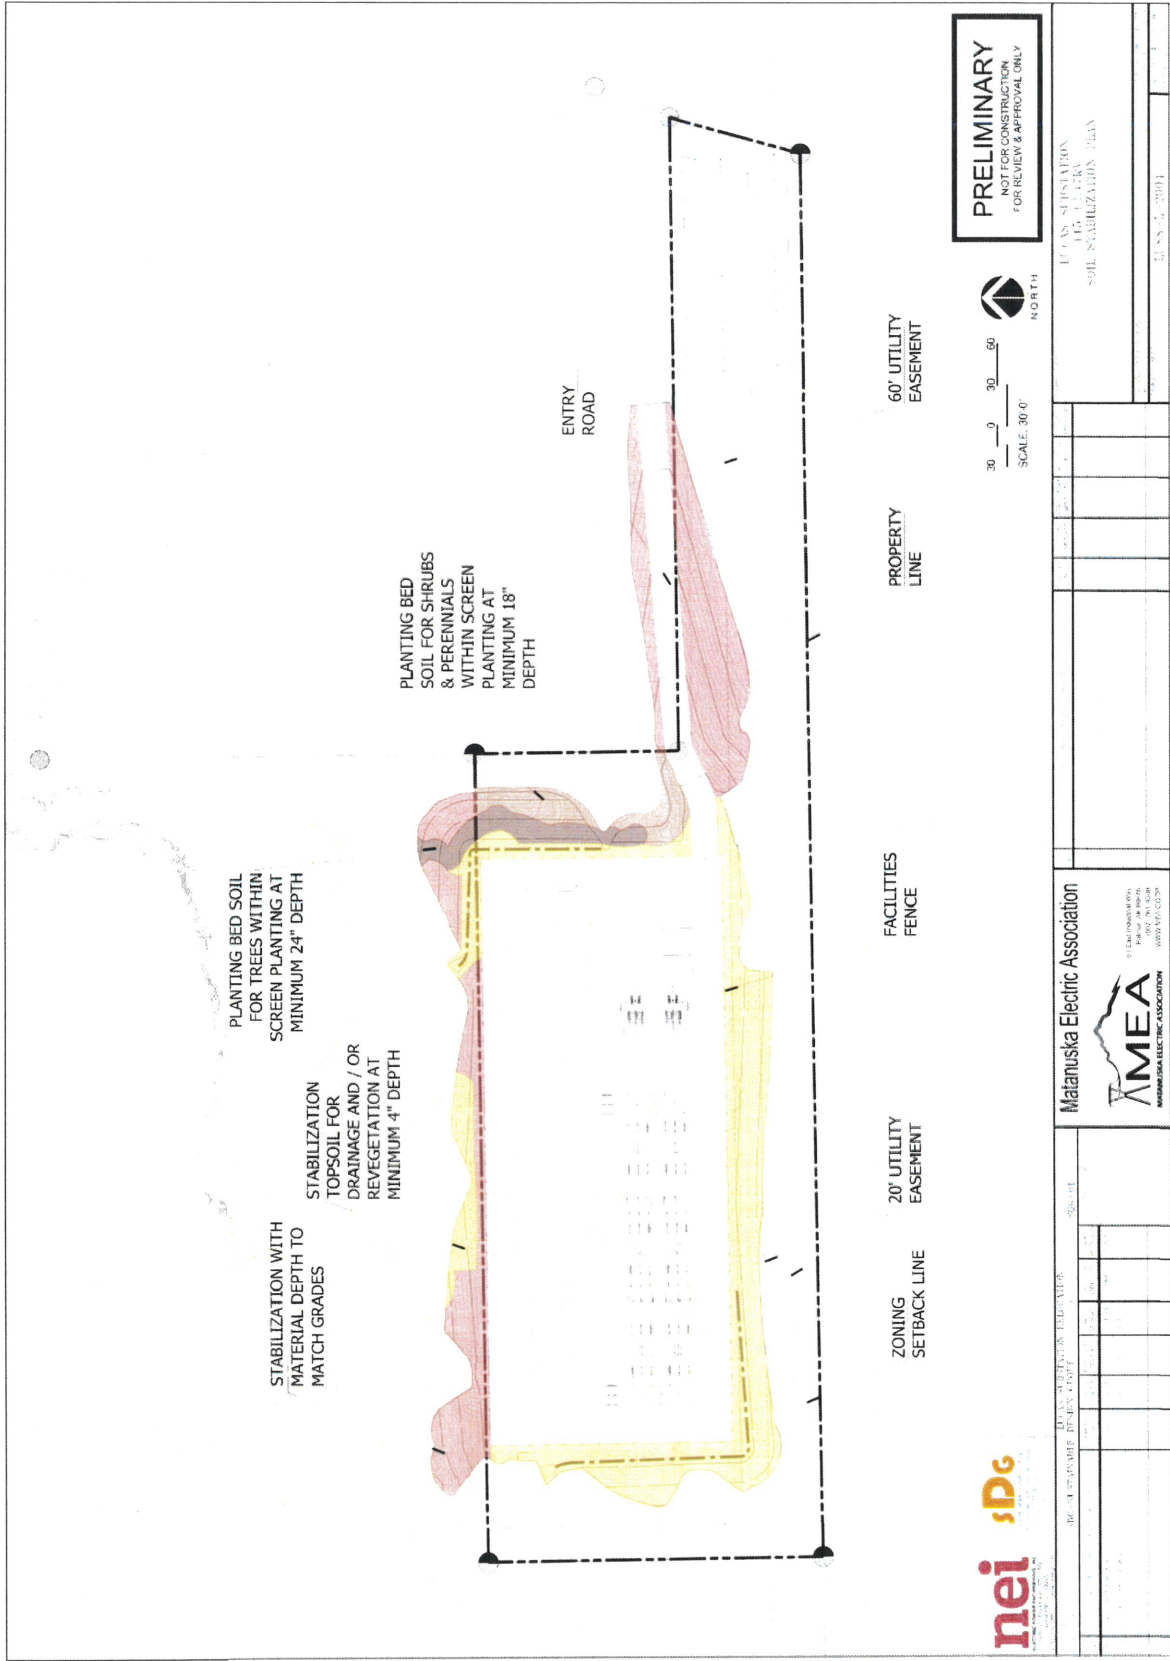 STABILIZATION WITH
MATERIAL DEPTH TO
MATCH GRADES
STABILIZATION
TOPSOIL FOR
DRAINAGE AND / OR
REVEGETATION AT
MINIMUM 4" DEPTH
PLANTING BED SOIL
FOR TREES WITHIN
SCREEN PLANTING AT
MINIMUM 24" DEPTH
PLANTING BED
SOIL FOR SHRUBS
& PERENNIALS
WITHIN SCREEN
PLANTING AT
MINIMUM 18"
DEPTH
ENTRY
ROAD
ZONING
SETBACK LINE
20' UTILITY
EASEMENT
FACILITIES
FENCE
PROPERTY
LINE
60' UTILITY
EASEMENT
nei
sDG
30 0 30 60
SCALE: 30'-0"
NORTH
PRELIMINARY
NOT FOR CONSTRUCTION
FOR REVIEW & APPROVAL ONLY
Matanuska Electric Association
MEA
MATANUSKA ELECTRIC ASSOCIATION
SUBSTATION
SOIL STABILIZATION PLAN